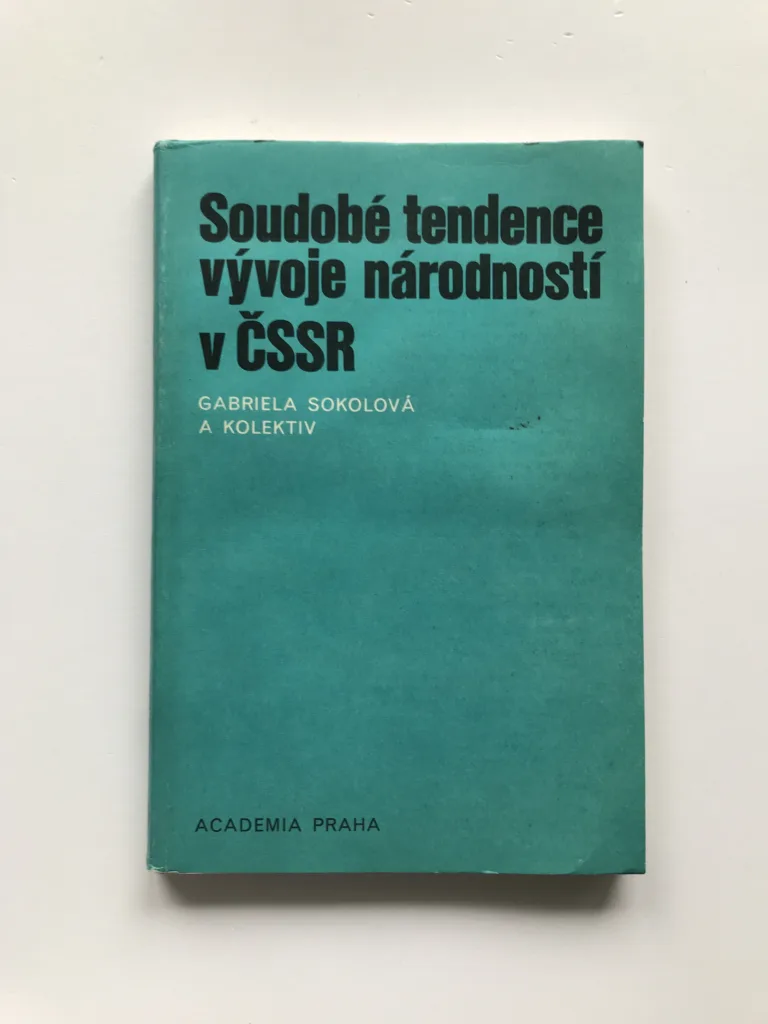 Soudobé tendence
vývoje národností
v ČSSR
GABRIELA SOKOLOVÁ
A KOLEKTIV
ACADEMIA PRAHA